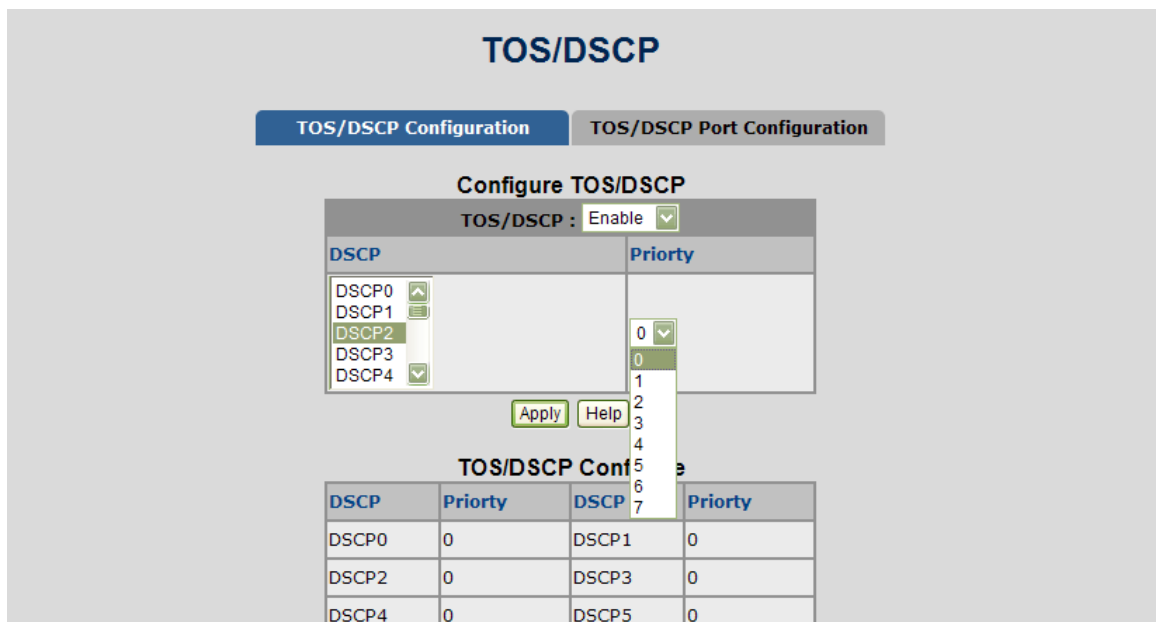 TOS/DSCP
TOS/DSCP Configuration
TOS/DSCP Port Configuration
Configure TOS/DSCP
TOS/DSCP : Enable
DSCP Priorty
DSCP0
DSCP1
DSCP2
DSCP3
DSCP4
0
0
1
2
3
4
5
6
7
Apply Help
TOS/DSCP Conf e
DSCP Priorty DSCP Priorty
DSCP0 0 DSCP1 0
DSCP2 0 DSCP3 0
DSCP4 0 DSCP5 0